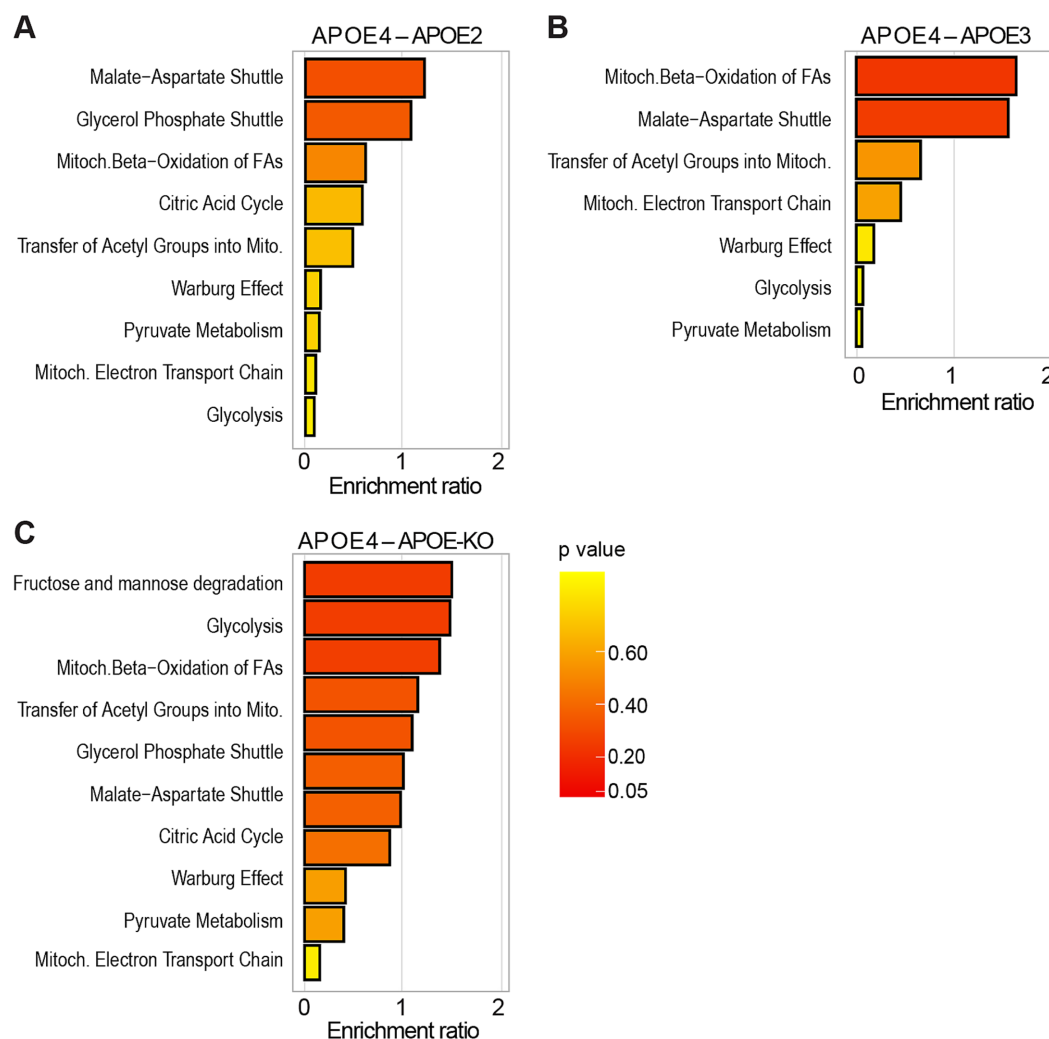 A
APOE4–APOE2
Malate–Aspartate Shuttle
Glycerol Phosphate Shuttle
Mitoch.Beta–Oxidation of FAs
Citric Acid Cycle
Transfer of Acetyl Groups into Mito.
Warburg Effect
Pyruvate Metabolism
Mitoch. Electron Transport Chain
Glycolysis
0 1 2
Enrichment ratio
B
APOE4–APOE3
Mitoch.Beta–Oxidation of FAs
Malate–Aspartate Shuttle
Transfer of Acetyl Groups into Mitoch.
Mitoch. Electron Transport Chain
Warburg Effect
Glycolysis
Pyruvate Metabolism
0 1 2
Enrichment ratio
C
APOE4–APOE-KO
Fructose and mannose degradation
Glycolysis
Mitoch.Beta–Oxidation of FAs
Transfer of Acetyl Groups into Mito.
Glycerol Phosphate Shuttle
Malate–Aspartate Shuttle
Citric Acid Cycle
Warburg Effect
Pyruvate Metabolism
Mitoch. Electron Transport Chain
0 1 2
Enrichment ratio
p value
0.60
0.40
0.20
0.05